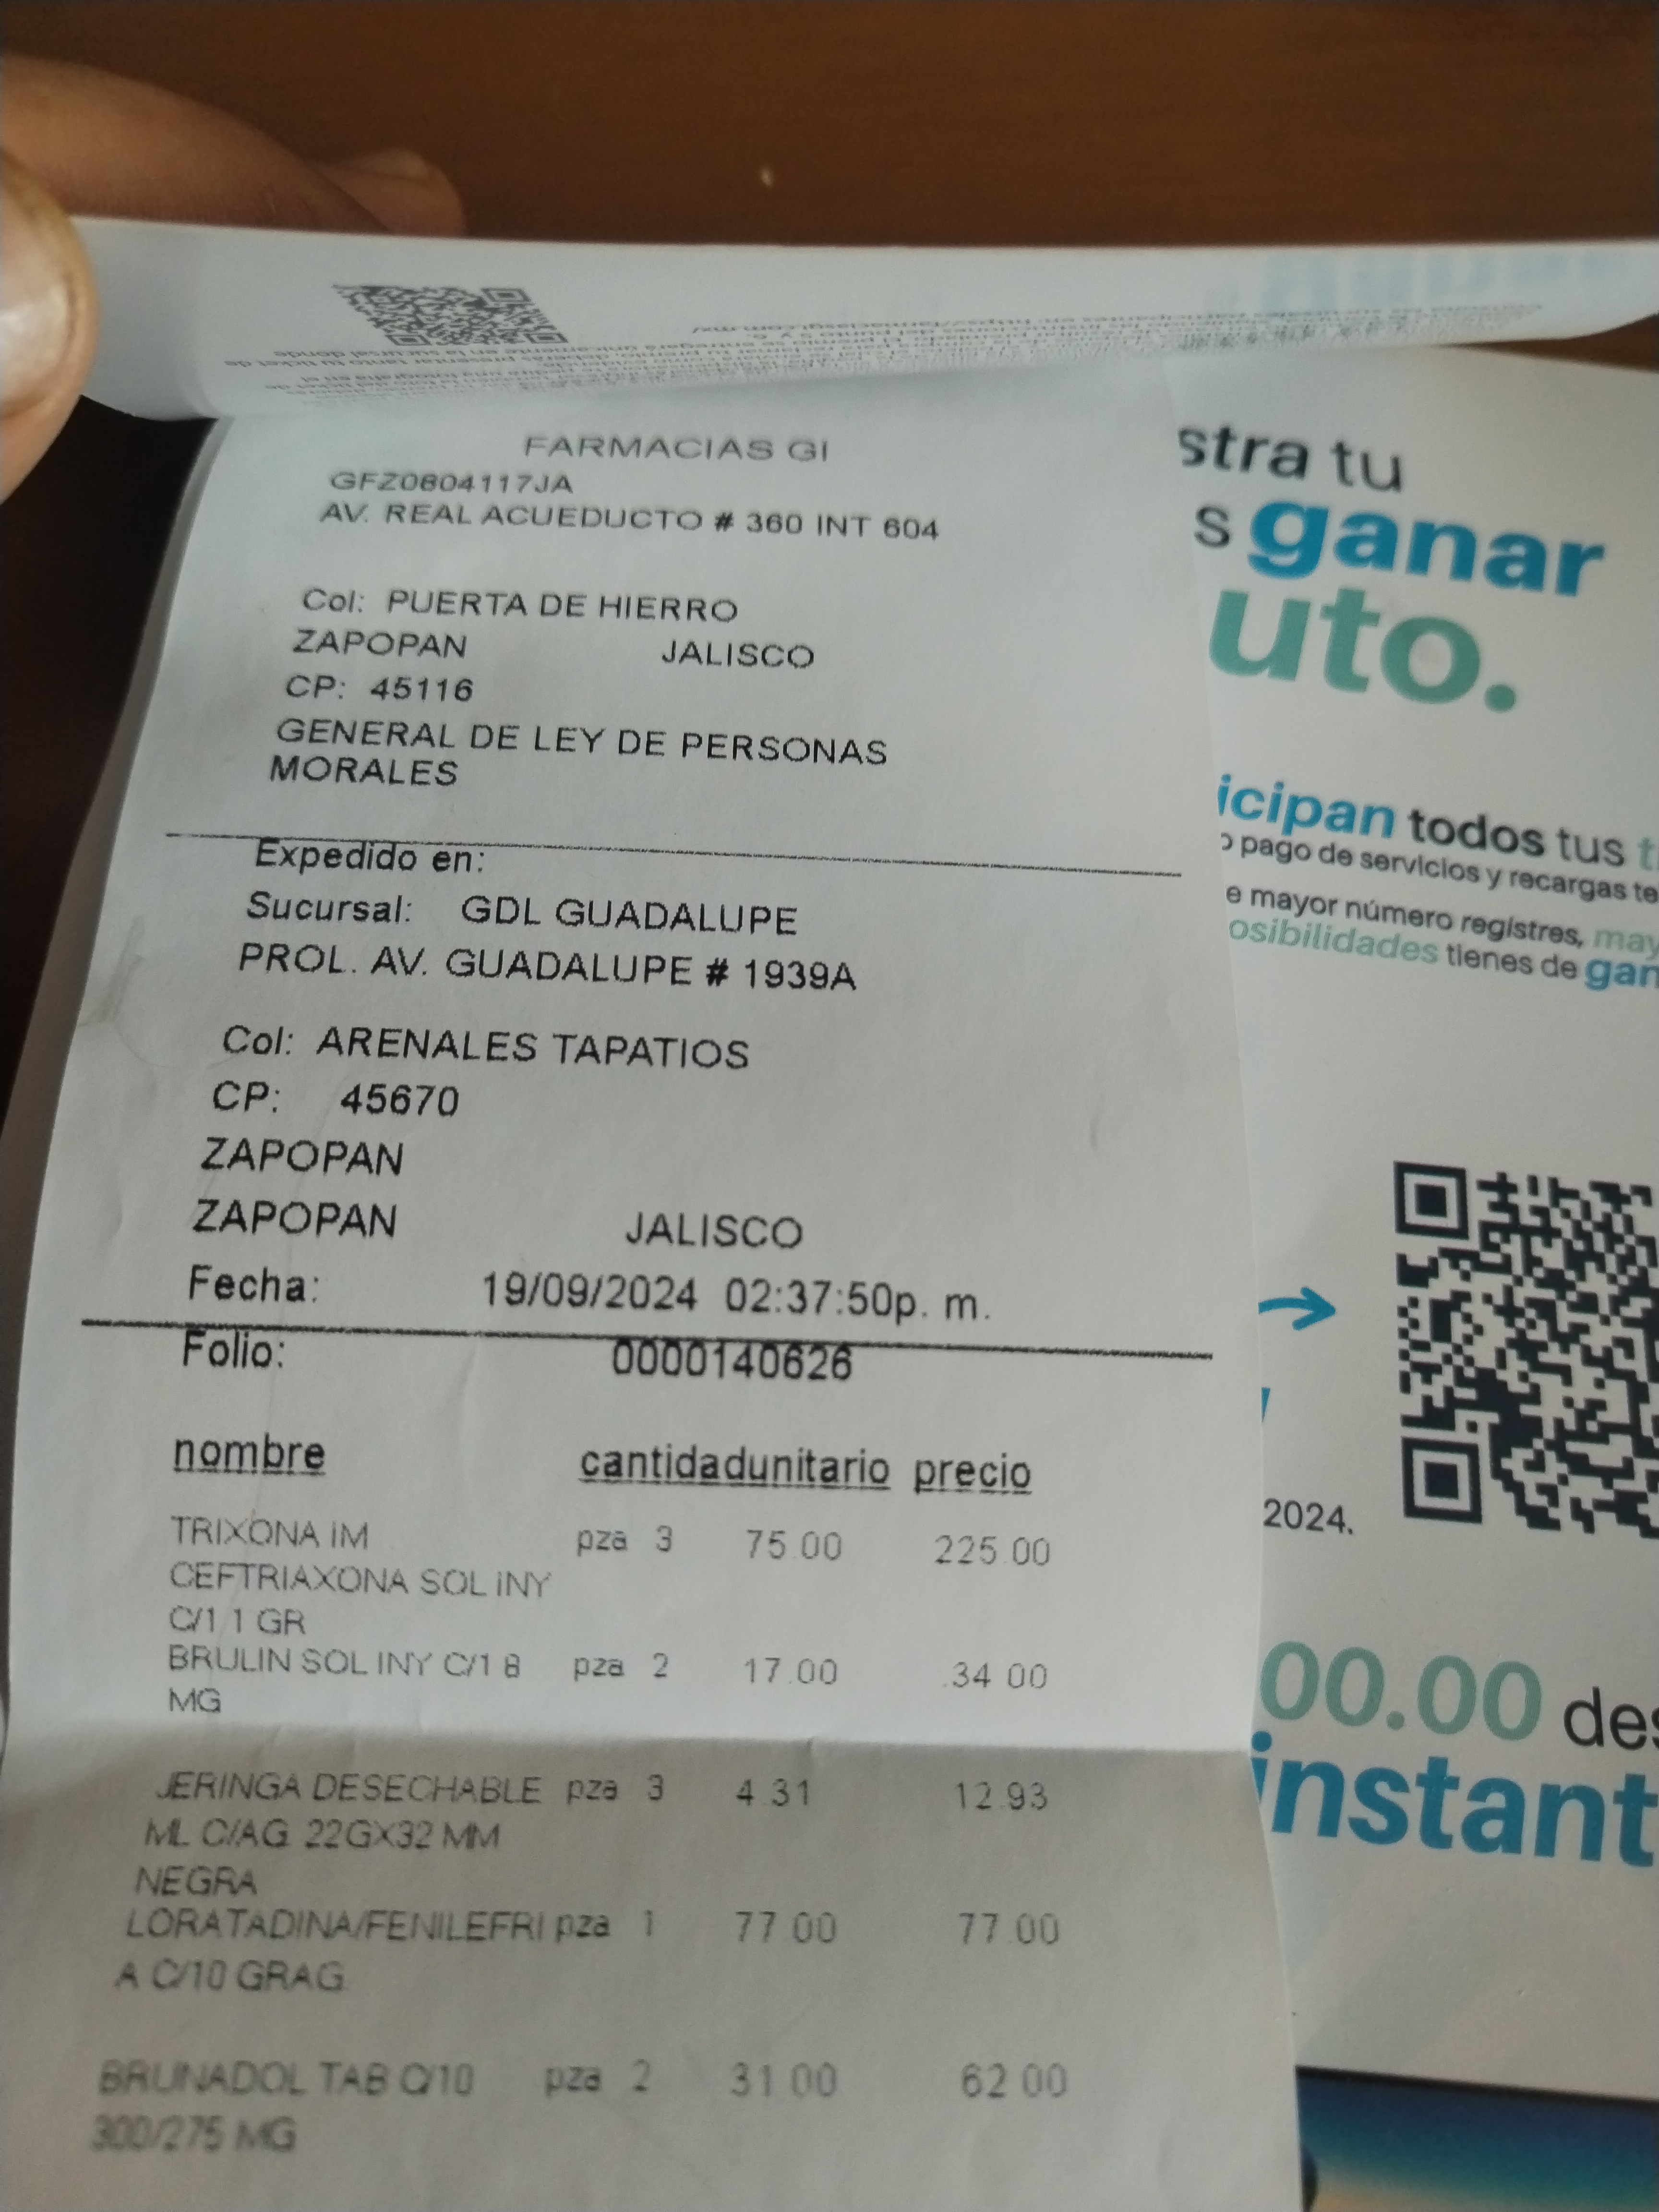 FARMACIAS GI
GFZ0804117JA
AV. REAL ACUEDUCTO # 360 INT 604
Col: PUERTA DE HIERRO
ZAPOPAN JALISCO
CP: 45116
GENERAL DE LEY DE PERSONAS
MORALES
Expedido en:
Sucursal: GDL GUADALUPE
PROL. AV. GUADALUPE # 1939A
Col: ARENALES TAPATIOS
CP: 45670
ZAPOPAN
ZAPOPAN JALISCO
Fecha: 19/09/2024 02:37:50p. m.
Folio: 0000140626
nombre cantidadunitario precio
TRIXONA IM pza 3 75.00 225.00
CEFTRIAXONA SOL INY
C/1 1 GR
BRULIN SOL INY C/1 8 pza 2 17.00 34.00
MG
JERINGA DESECHABLE pza 3 4.31 12.93
ML C/AG 22GX32 MM
NEGRA
LORATADINA/FENILEFRI pza 1 77.00 77.00
A C/10 GRAG
BRUNADOL TAB C/10 pza 2 31.00 62.00
300/275 MG
stra tu
s ganar
uto.
icipan todos tus t
o pago de servicios y recargas te
e mayor número registres, may
osibilidades tienes de gan
2024.
00.00 des
instant